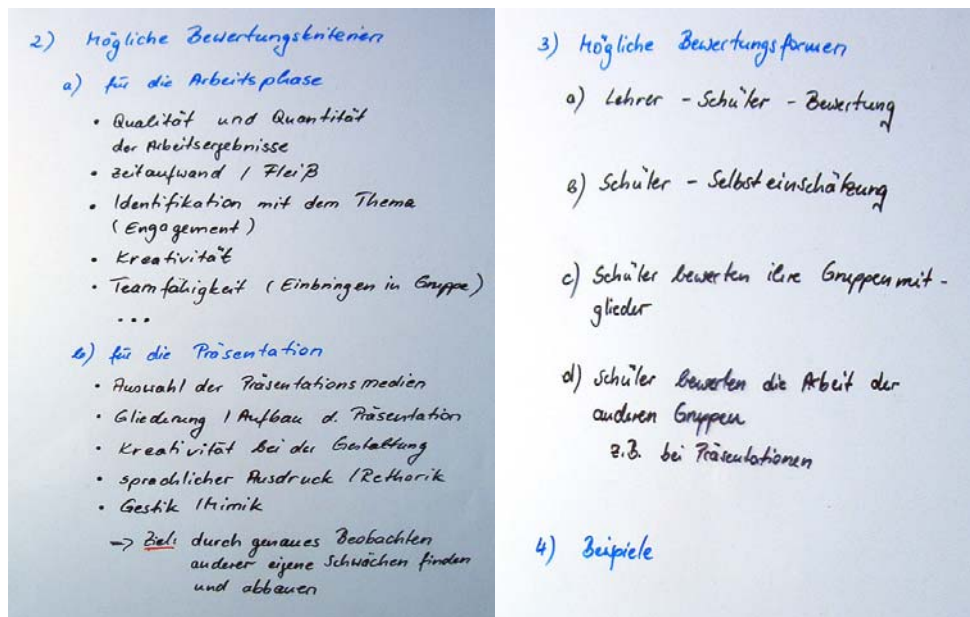 2) Mögliche Bewertungskriterien
a) für die Arbeitsphase
• Qualität und Quantität
der Arbeitsergebnisse
• Zeitaufwand / Fleiß
• Identifikation mit dem Thema
(Engagement)
• Kreativität
• Teamfähigkeit (Einbringen in Gruppe)
...
b) für die Präsentation
• Auswahl der Präsentationsmedien
• Gliederung / Aufbau d. Präsentation
• Kreativität bei der Gestaltung
• sprachlicher Ausdruck / Rethorik
• Gestik / Mimik
-> Ziel: durch genaues Beobachten
anderer eigene Schwächen finden
und abbauen
3) Mögliche Bewertungsformen
a) Lehrer - Schüler - Bewertung
B) Schüler - Selbsteinschätzung
c) Schüler bewerten ihre Gruppenmit-
glieder
d) Schüler bewerten die Arbeit der
anderen Gruppen
z.B. bei Präsentationen
4) Beipiele